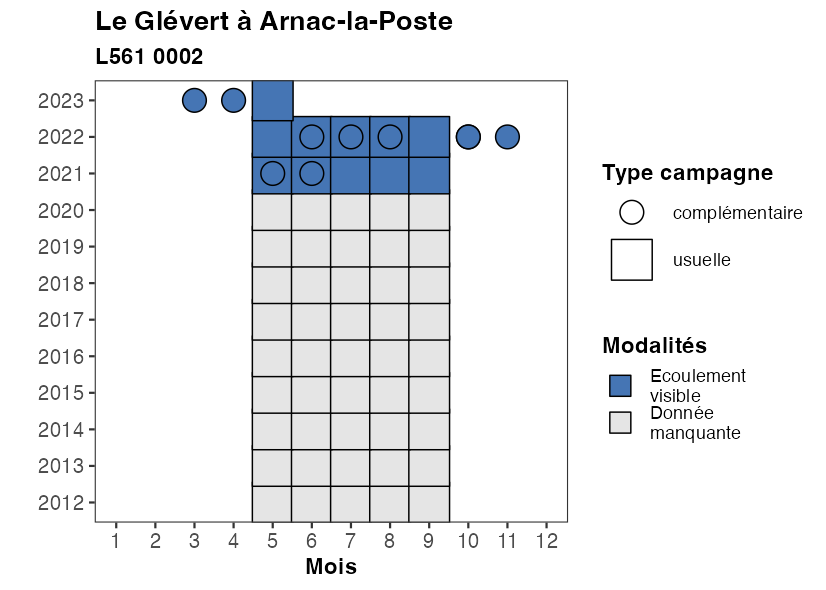 Le Glévert à Arnac-la-Poste
L561 0002
2023
2022
2021
2020
2019
2018
2017
2016
2015
2014
2013
2012
1 2 3 4 5 6 7 8 9 10 11 12
Mois
Type campagne
complémentaire
usuelle
Modalités
Ecoulement
visible
Donnée
manquante